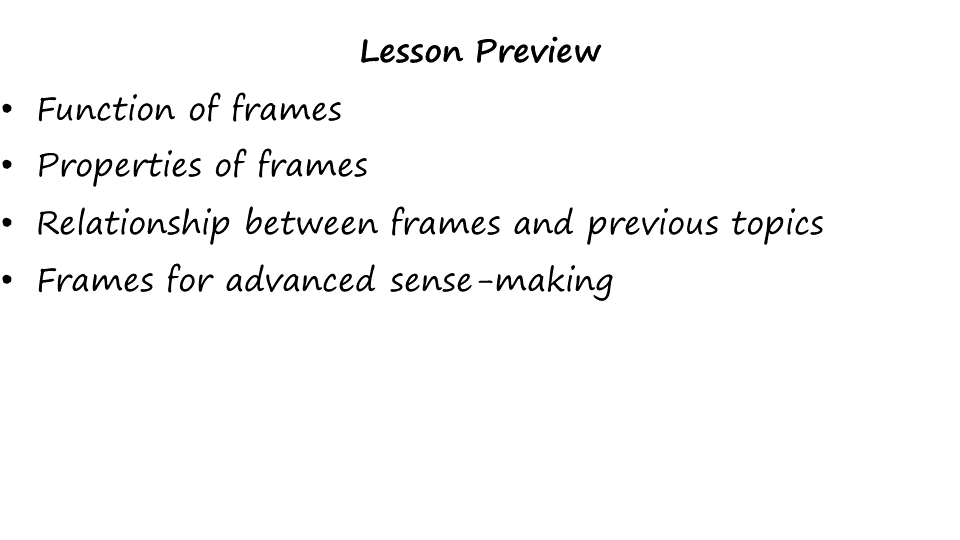 Lesson Preview
• Function of frames
• Properties of frames
• Relationship between frames and previous topics
• Frames for advanced sense-making